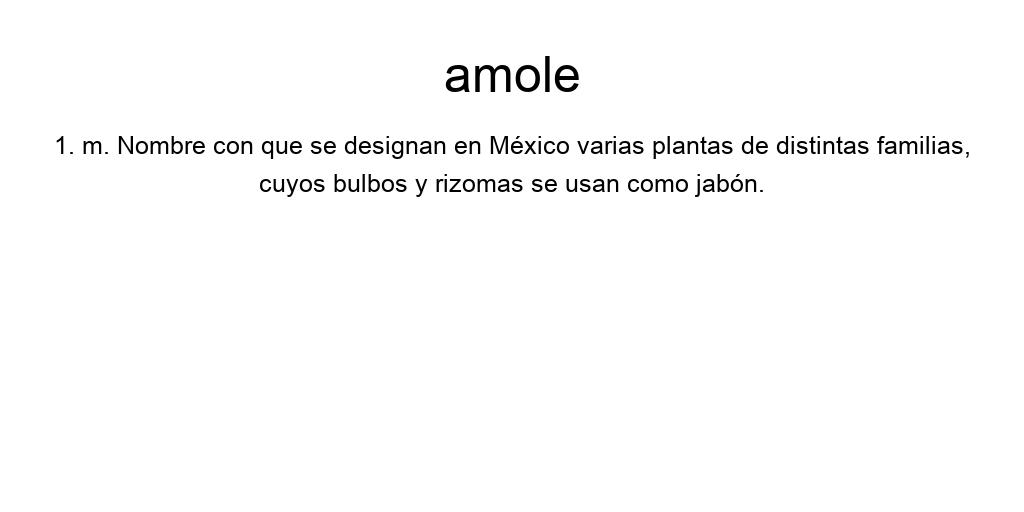 amole
1. m. Nombre con que se designan en México varias plantas de distintas familias,
cuyos bulbos y rizomas se usan como jabón.